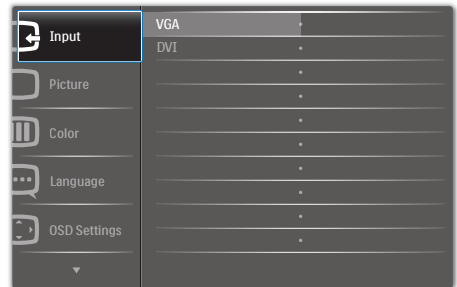 Input
Picture
Color
Language
OSD Settings
VGA
DVI